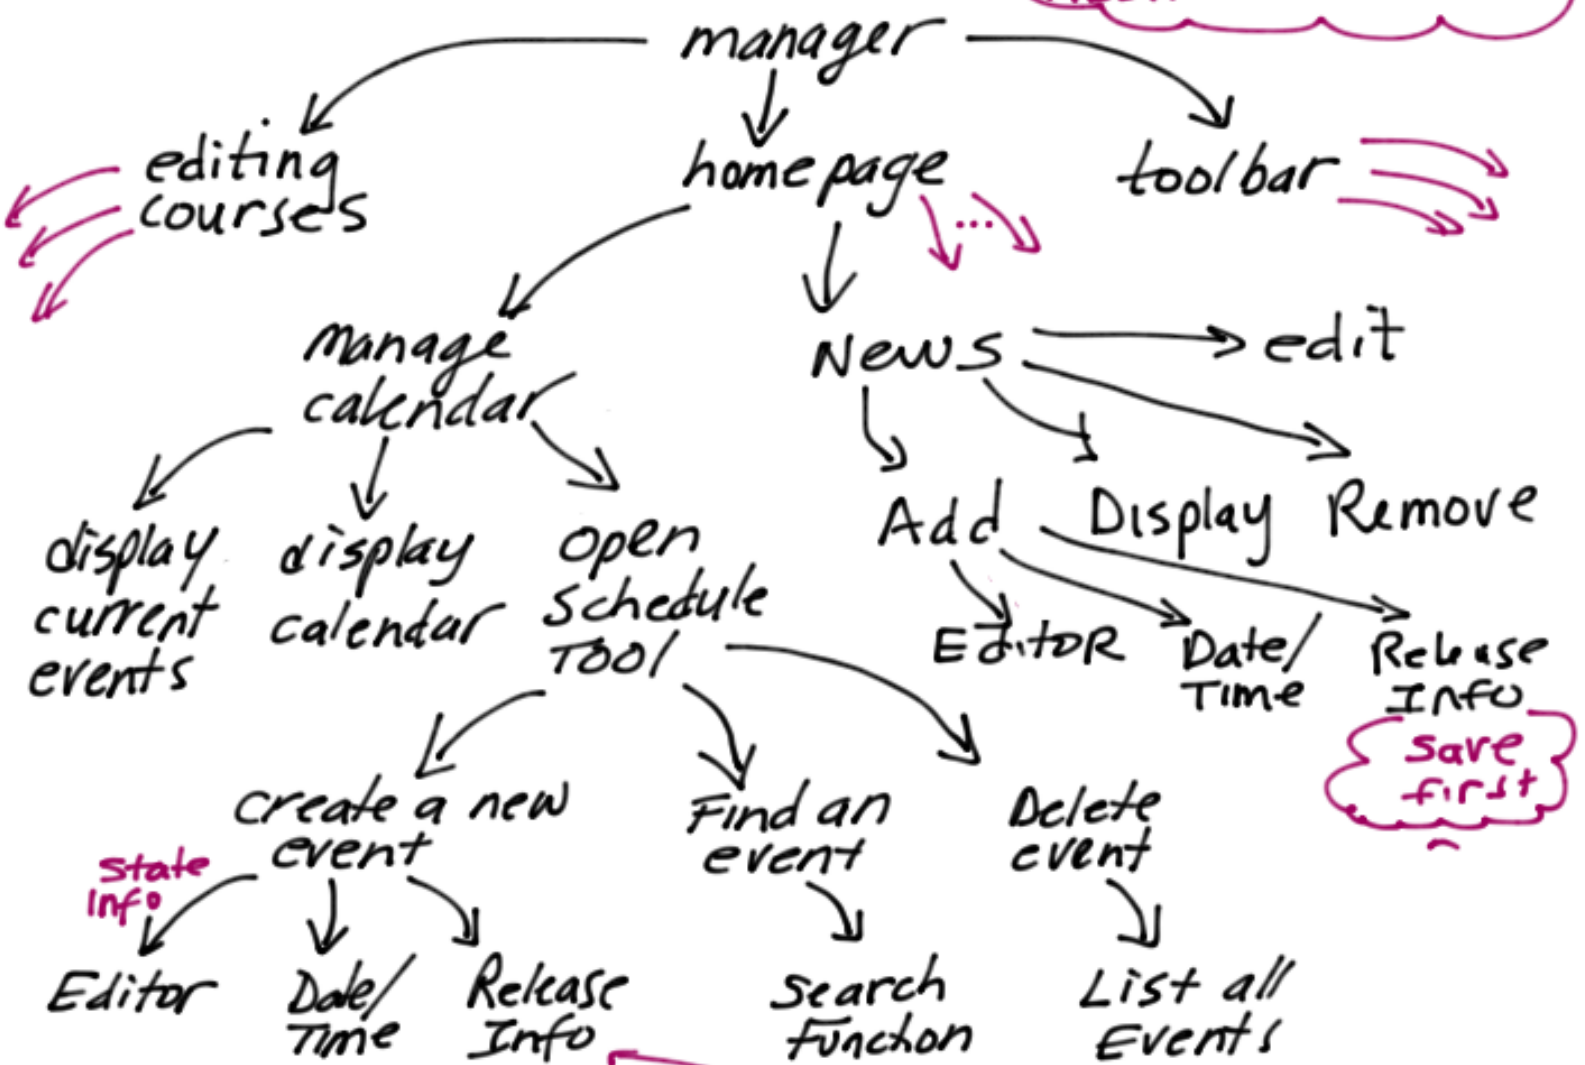 manager
editing
courses
homepage
toolbar
...
manage
calendar
News
edit
display
current
events
display
calendar
open
schedule
Tool
Add
Display
Remove
Editor
Date/
Time
Release
Info
save
first
create a new
event
Find an
event
Delete
event
State
Info
Editor
Date/
Time
Release
Info
Search
Function
List all
Events